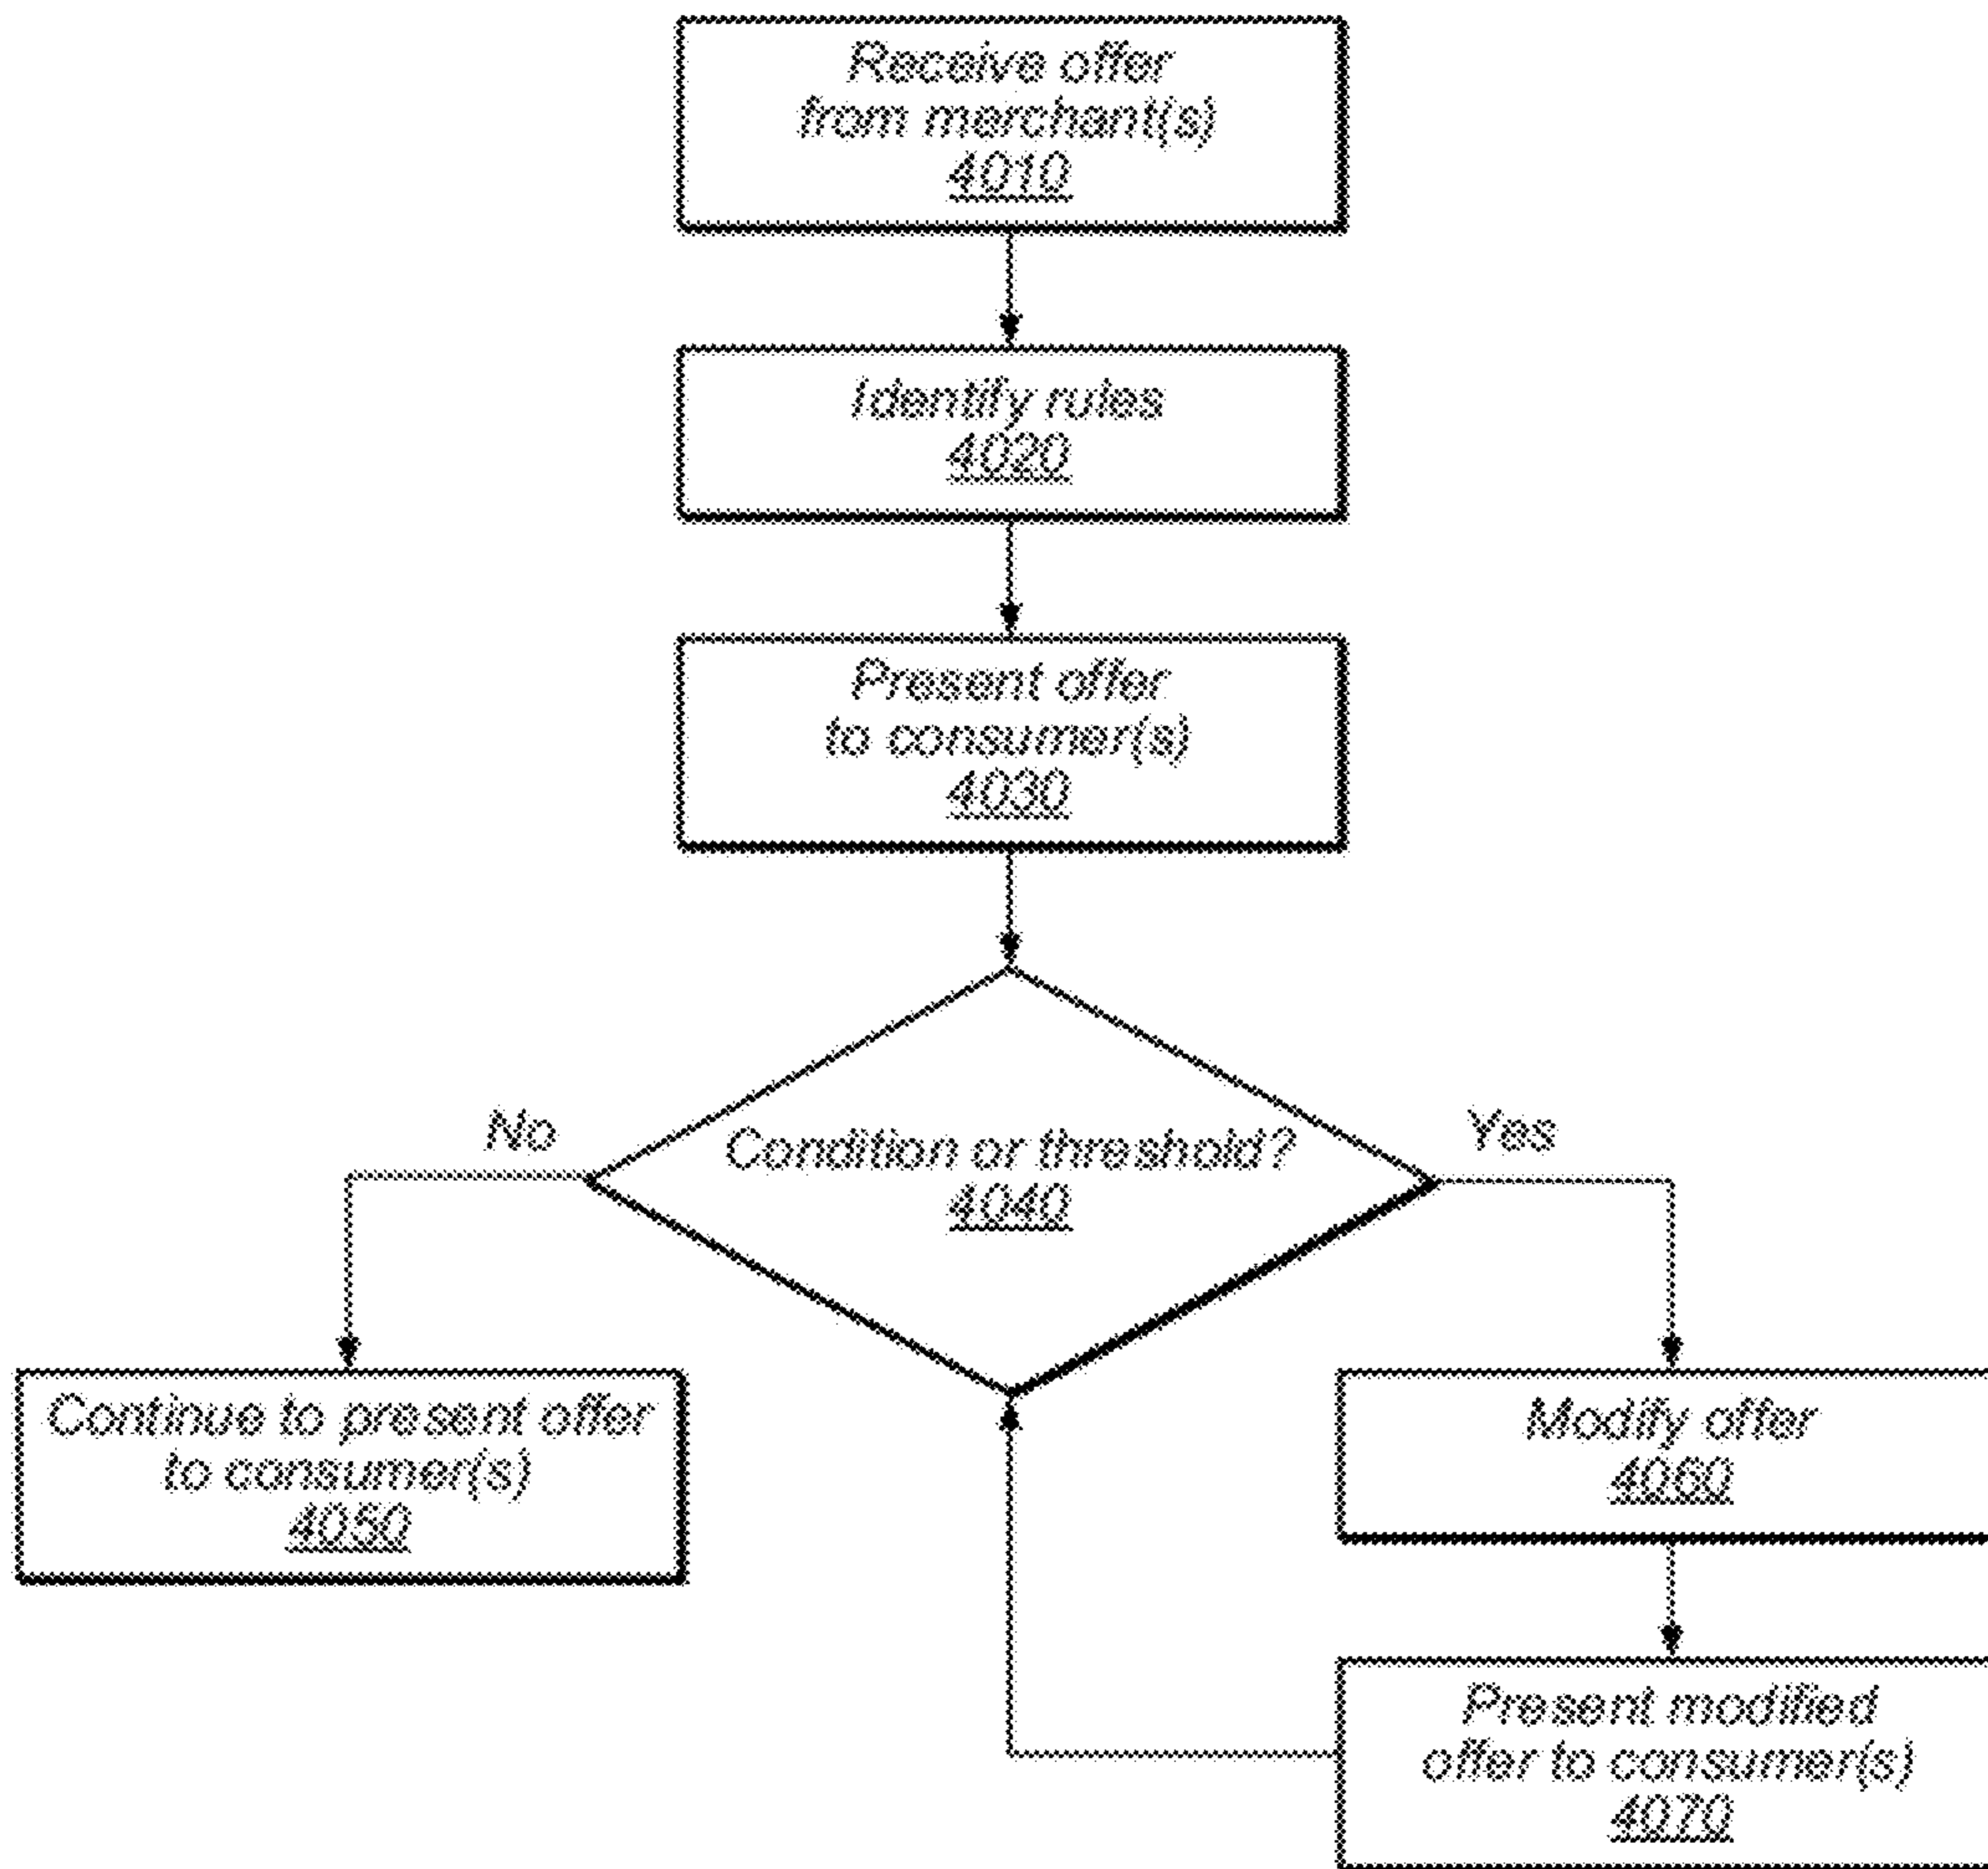 Receive offer
from merchant(s)
4010
Identify rules
4020
Present offer
to consumer(s)
4030
Condition or threshold?
4040
No
Yes
Continue to present offer
to consumer(s)
4050
Modify offer
4060
Present modified
offer to consumer(s)
4070